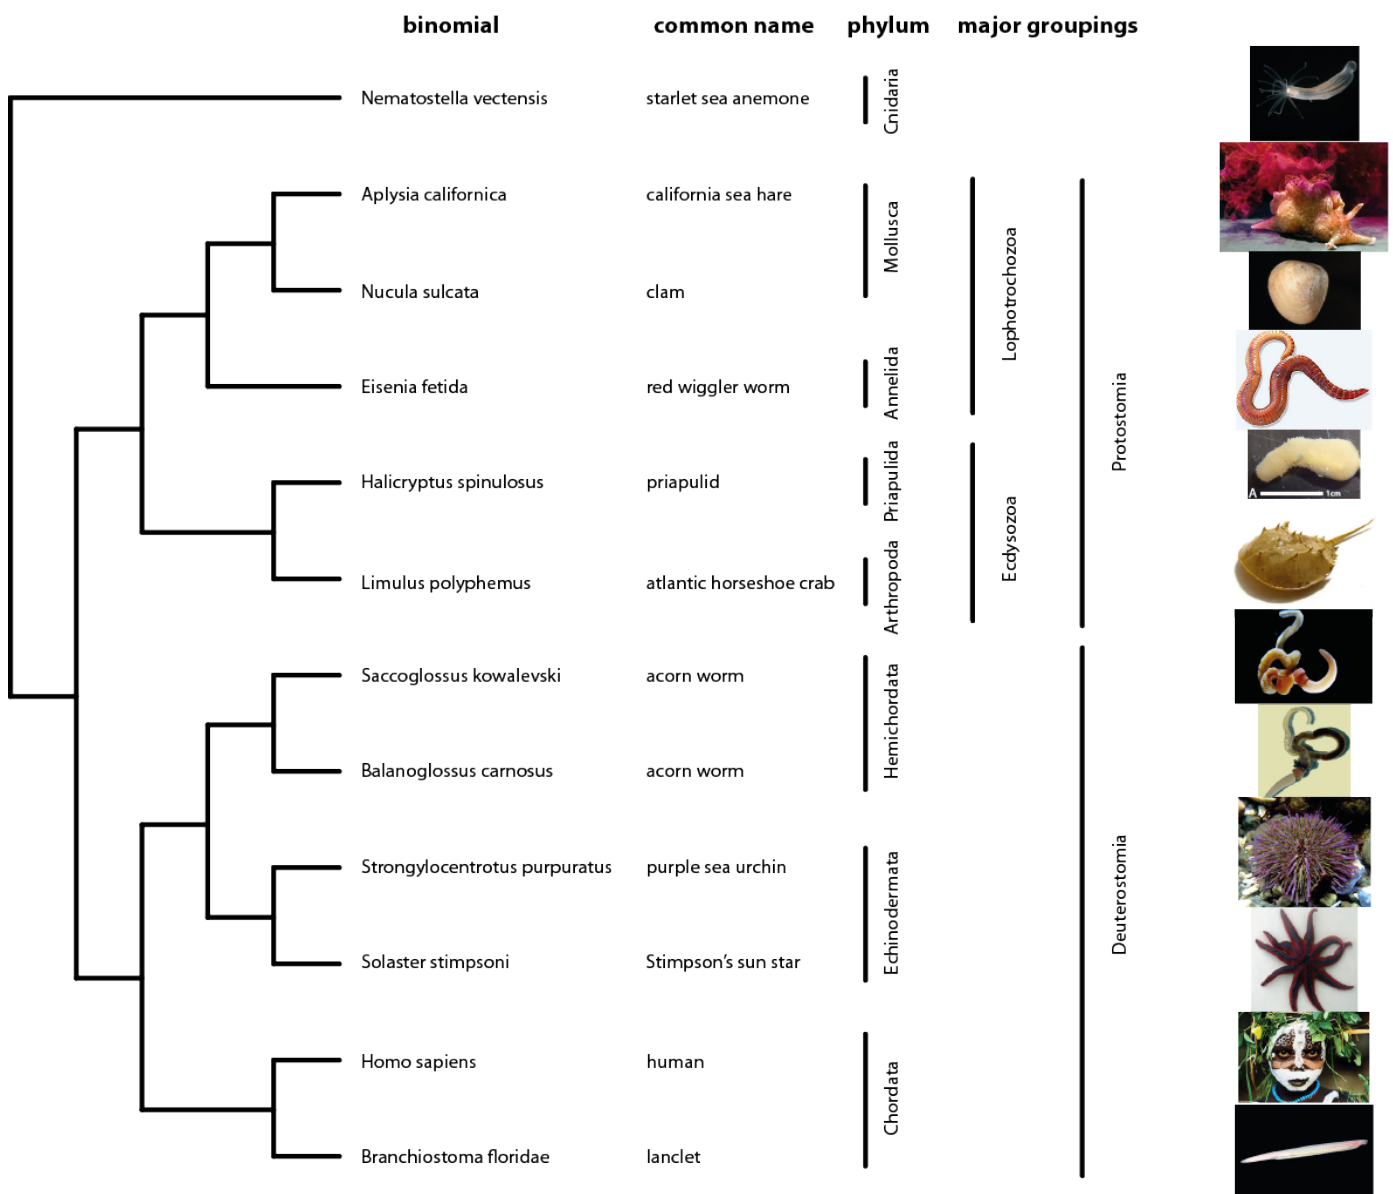 binomial common name phylum major groupings
Nematostella vectensis starlet sea anemone Cnidaria
Aplysia californica california sea hare
Mollusca
Nucula sulcata clam
Lophotrochozoa
Eisenia fetida red wiggler worm Annelida
Protostomia
Halicryptus spinulosus priapulid Priapulida
A 1cm
Ecdysozoa
Limulus polyphemus atlantic horseshoe crab Arthropoda
Saccoglossus kowalevski acorn worm
Hemichordata
Balanoglossus carnosus acorn worm
Strongylocentrotus purpuratus purple sea urchin
Echinodermata
Deuterostomia
Solaster stimpsoni Stimpson's sun star
Homo sapiens human
Chordata
Branchiostoma floridae lanclet